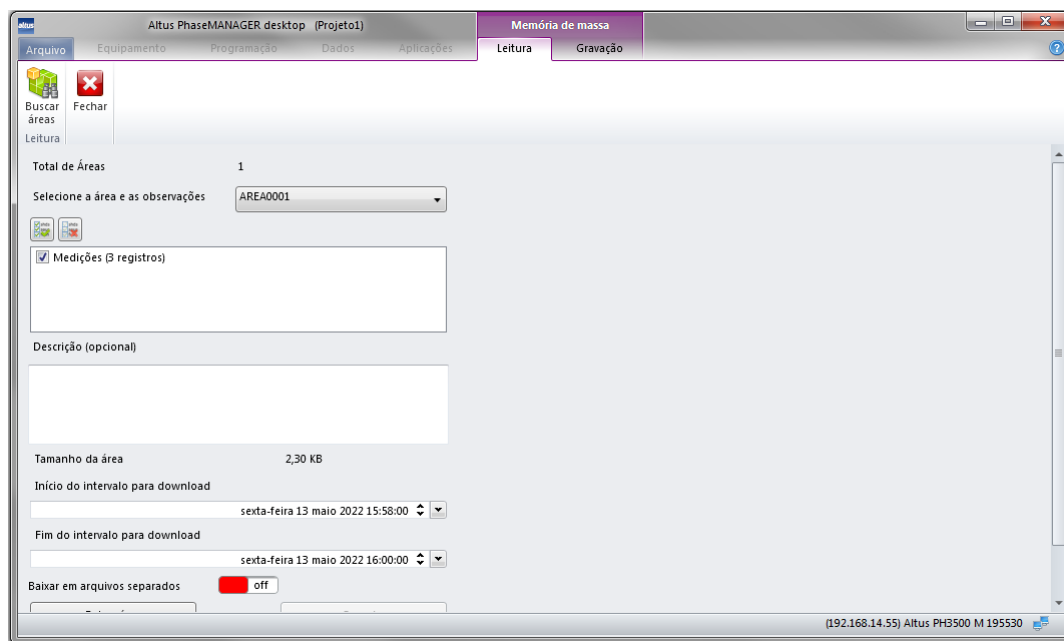 altus
Altus PhaseMANAGER desktop (Projeto1)
Memória de massa
Arquivo Equipamento Programação Dados Aplicações Leitura Gravação
Buscar áreas
Fechar
Leitura
Total de Áreas 1
Selecione a área e as observações AREA0001
Medições (3 registros)
Descrição (opcional)
Tamanho da área 2,30 KB
Início do intervalo para download
sexta-feira 13 maio 2022 15:58:00
Fim do intervalo para download
sexta-feira 13 maio 2022 16:00:00
Baixar em arquivos separados off
(192.168.14.55) Altus PH3500 M 195530